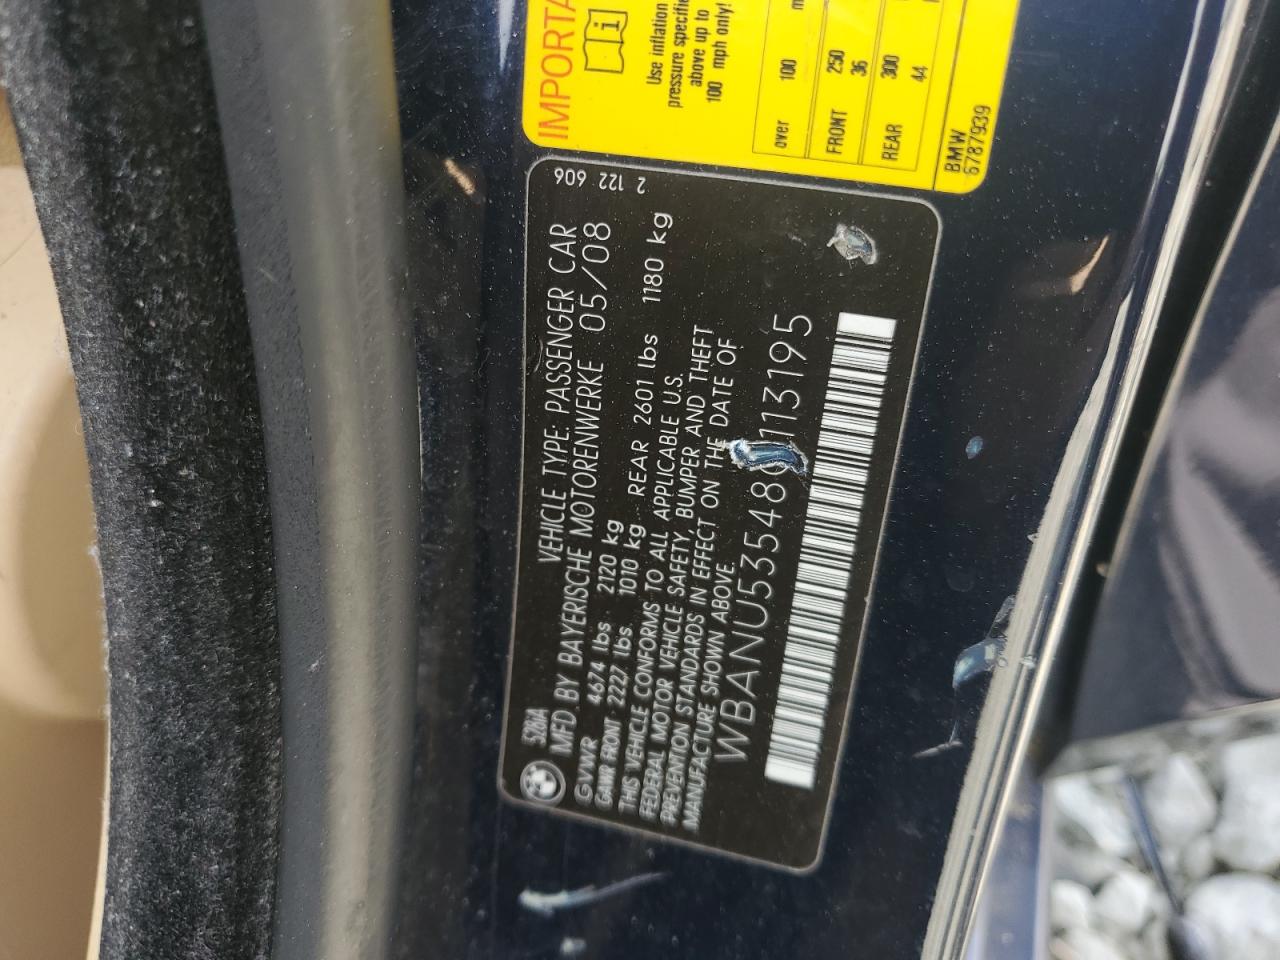 IMPORTA
Use inflation
pressure specifie
above up to
100 mph only!
over 100
FRONT 250
36
REAR 300
44
BMW
6787939
2 122 606
VEHICLE TYPE: PASSENGER CAR
528iA MFD. BY BAYERISCHE MOTORENWERKE 05/08
GVWR 4674 lbs 2120 kg
GAWR FRONT 2227 lbs. 1010 kg REAR 2601 lbs 1180 kg
THIS VEHICLE CONFORMS TO ALL APPLICABLE U.S.
FEDERAL MOTOR VEHICLE SAFETY, BUMPER AND THEFT
PREVENTION STANDARDS IN EFFECT ON THE DATE OF
MANUFACTURE SHOWN ABOVE.
WBANU53548C113195